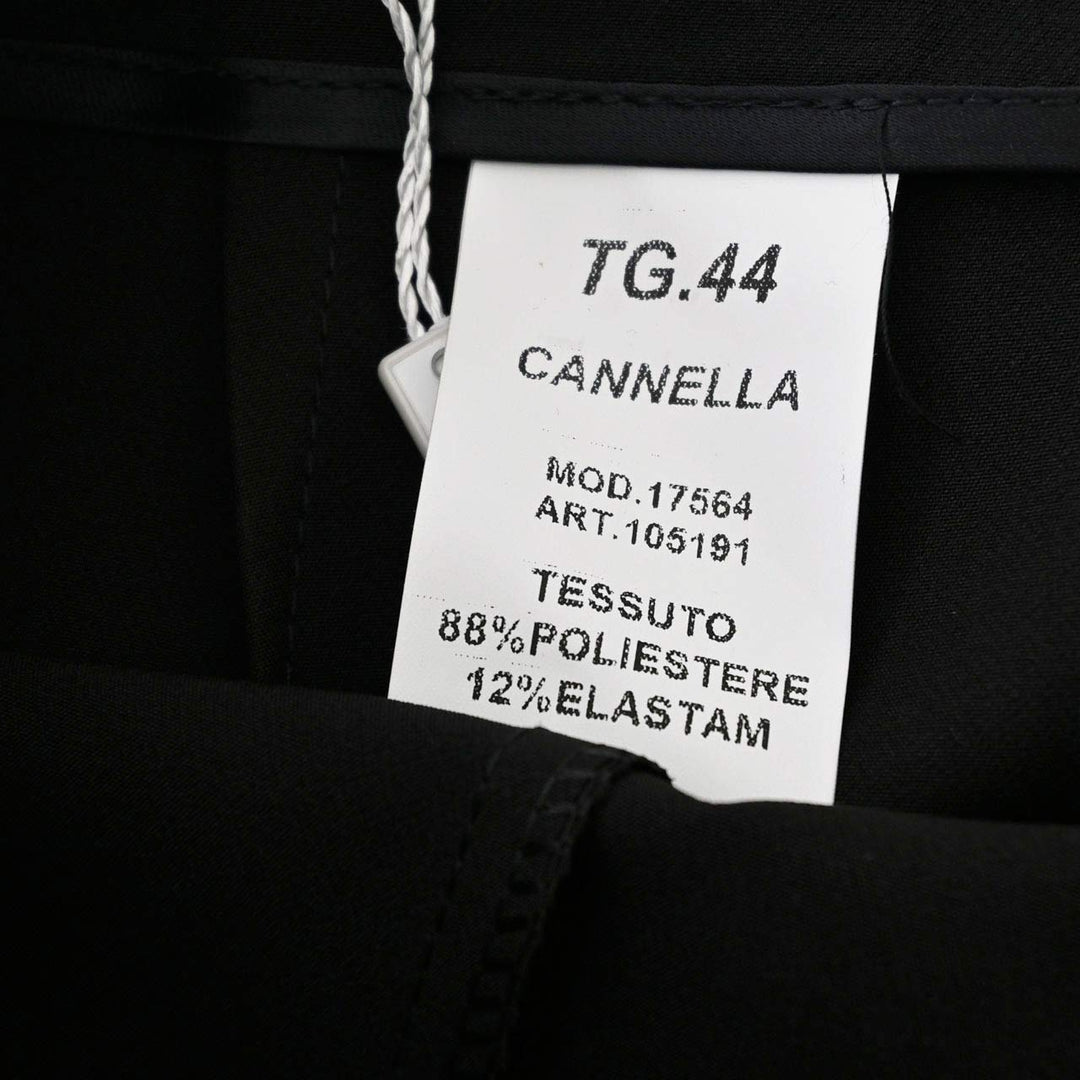 TG.44
CANNELLA
MOD.17564
ART.105191
TESSUTO
88%POLIESTERE
12%ELASTAM